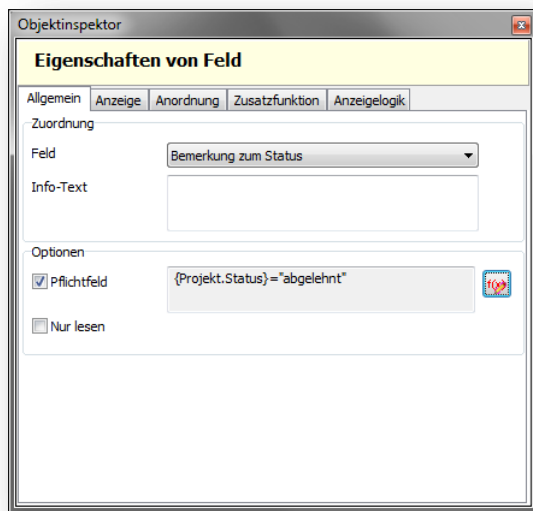 Objektinspektor
Eigenschaften von Feld
Allgemein Anzeige Anordnung Zusatzfunktion Anzeigelogik
Zuordnung
Feld Bemerkung zum Status
Info-Text
Optionen
Pflichtfeld {Projekt.Status}="abgelehnt" f(x)
Nur lesen